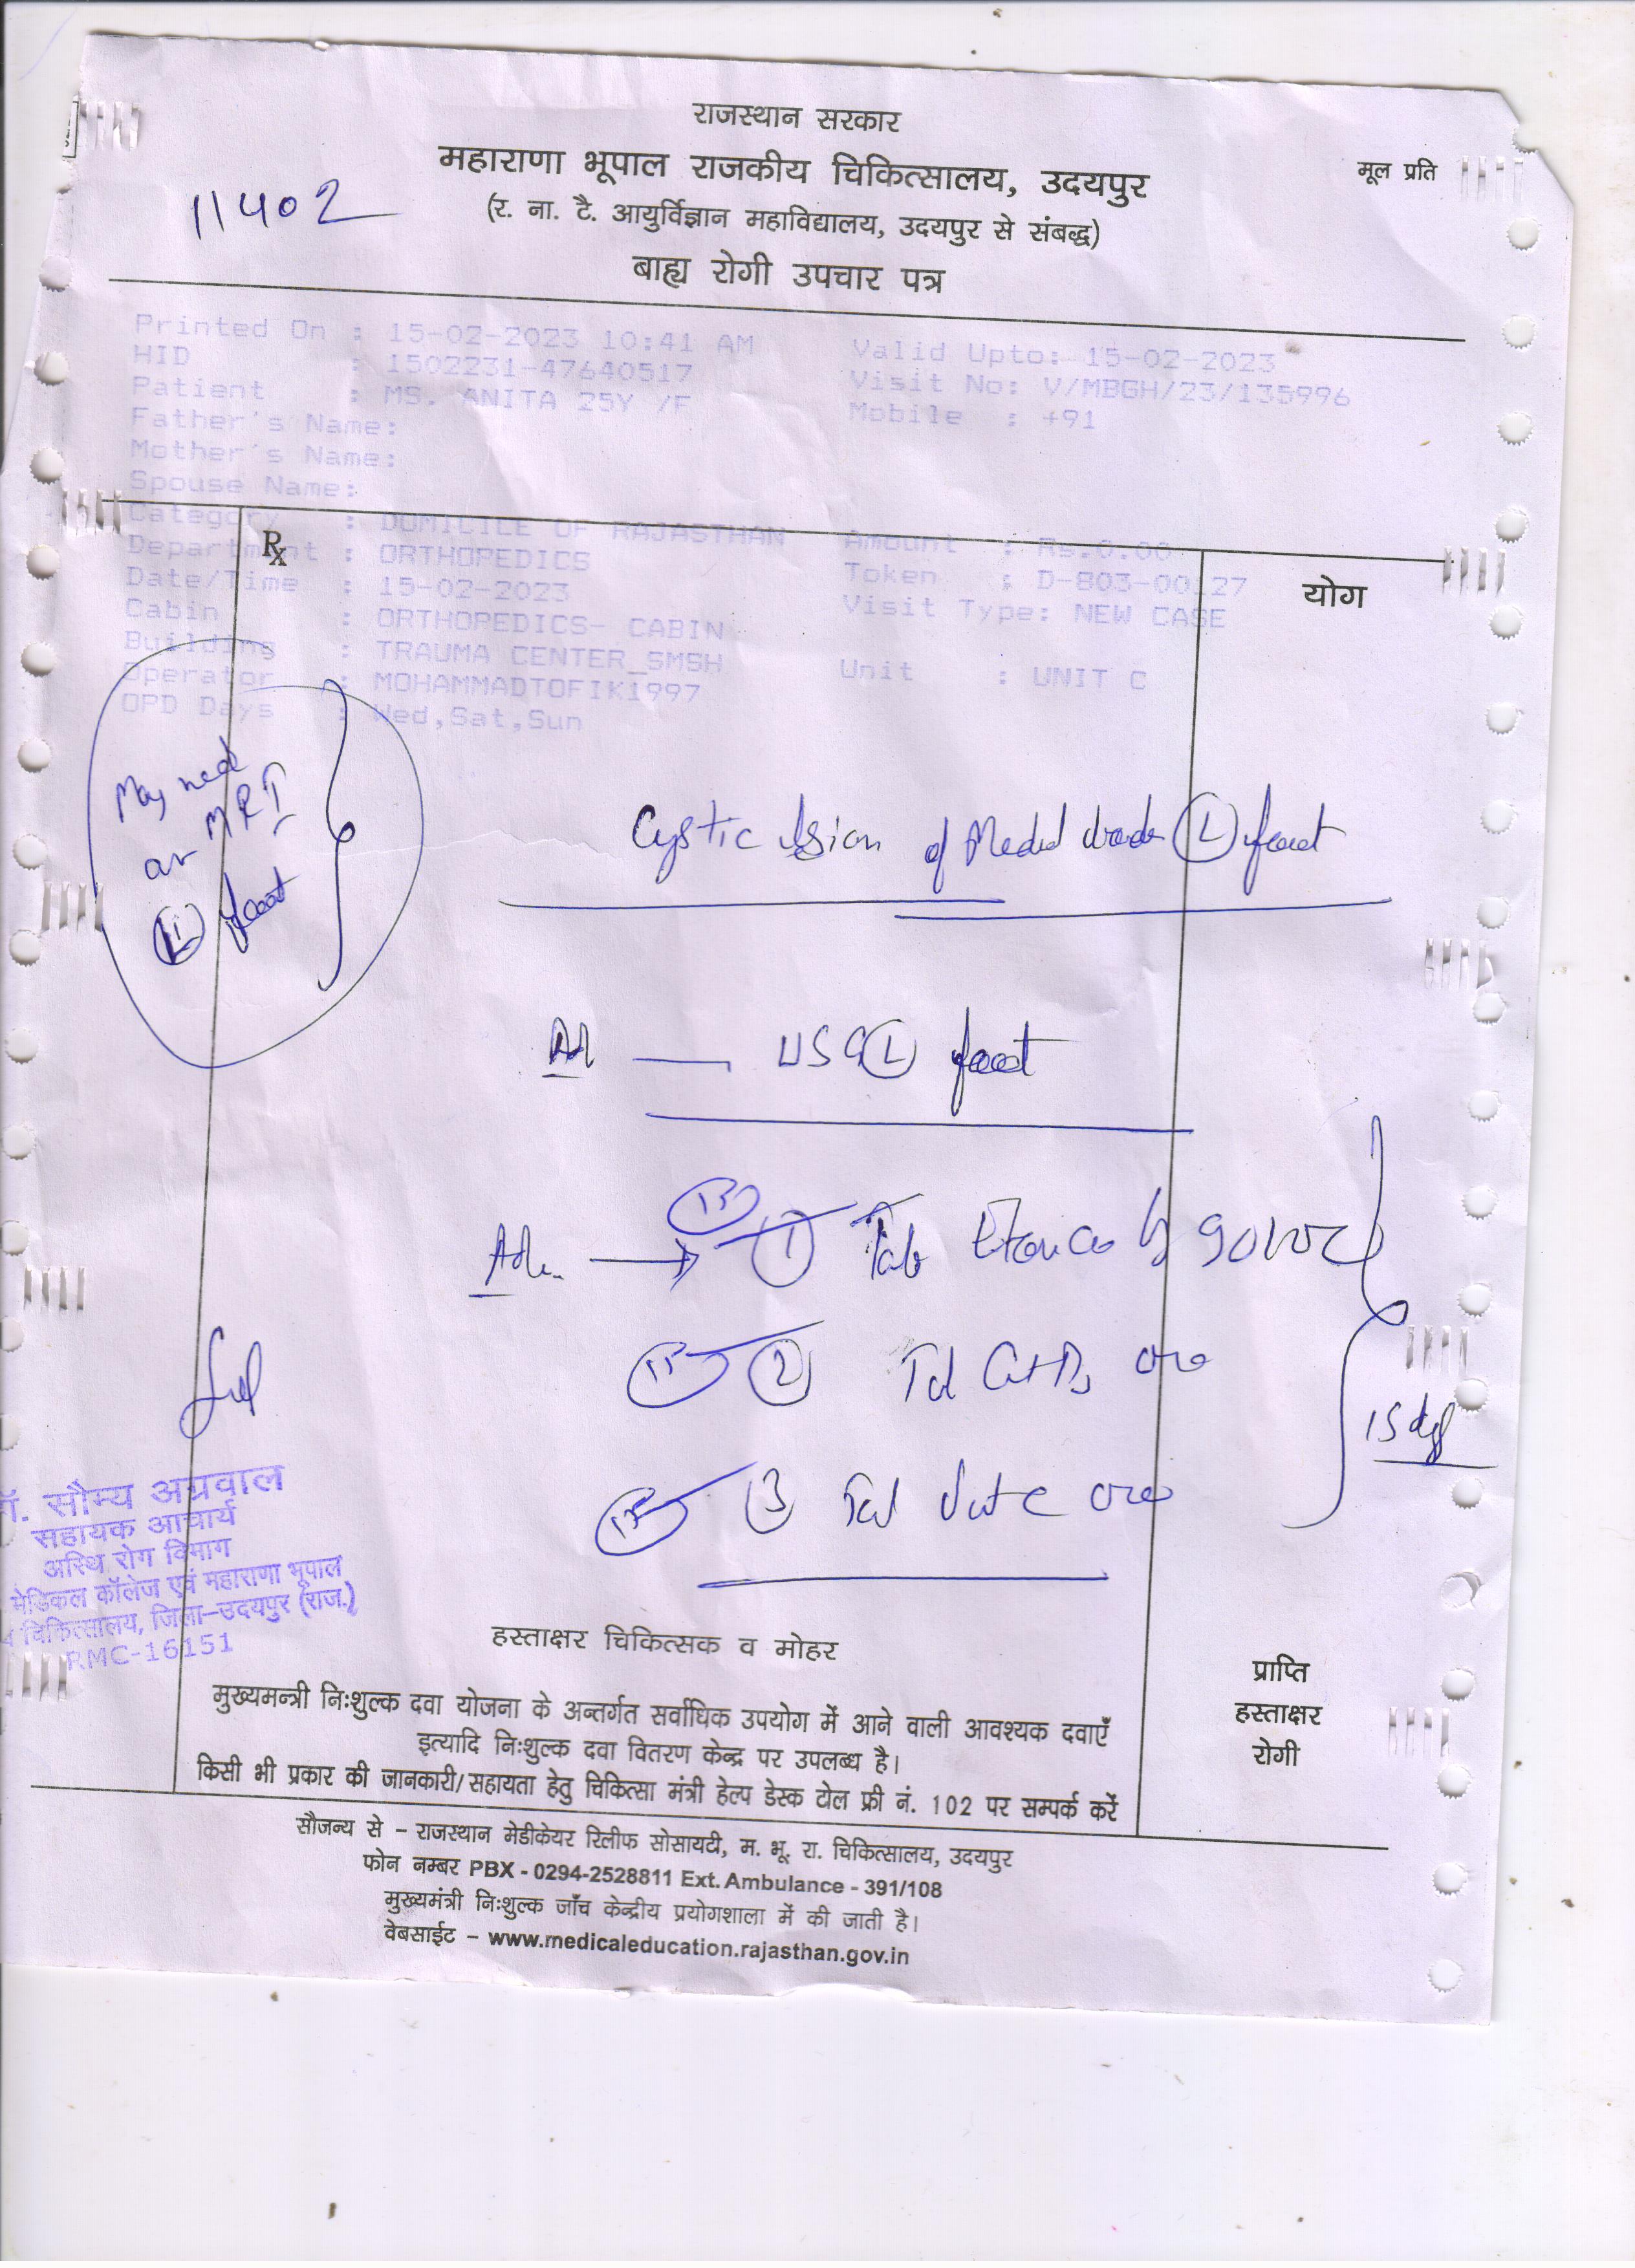 राजस्थान सरकार
महाराणा भूपाल राजकीय चिकित्सालय, उदयपुर
मूल प्रति
11402
(र. ना. टै. आयुर्विज्ञान महाविद्यालय, उदयपुर से संबद्ध)
बाह्य रोगी उपचार पत्र
Printed On : 15-02-2023 10:41 AM Valid Upto: 15-02-2023
HID : 1502231-47640517 Visit No: V/MBGH/23/135996
Patient : MS. ANITA 25Y /F Mobile : +91
Father's Name:
Mother's Name:
Spouse Name:
Category : DOMICILE OF RAJASTHAN Amount : Rs.0.00
Rx
Department : ORTHOPEDICS Token : D-803-00127
योग
Date/Time : 15-02-2023 Visit Type: NEW CASE
Cabin : ORTHOPEDICS- CABIN
Building : TRAUMA CENTER_SMSH Unit : UNIT C
Operator : MOHAMMADTOFIK1997
OPD Days : Wed,Sat,Sun
May need
an MRI
(L) foot
Cystic lesion of (L) foot
USG (L) foot
Adv. 15 1 Tab
15 2
15 3
15 day
सौम्य अग्रवाल
सहायक आचार्य
अस्थि रोग विभाग
मेडिकल कॉलेज एवं महाराणा भूपाल
चिकित्सालय, जिला-उदयपुर (राज.)
RMC-16151
हस्ताक्षर चिकित्सक व मोहर
प्राप्ति
हस्ताक्षर
रोगी
मुख्यमन्त्री निःशुल्क दवा योजना के अन्तर्गत सर्वाधिक उपयोग में आने वाली आवश्यक दवाएँ
इत्यादि निःशुल्क दवा वितरण केन्द्र पर उपलब्ध है।
किसी भी प्रकार की जानकारी/सहायता हेतु चिकित्सा मंत्री हेल्प डेस्क टोल फ्री नं. 102 पर सम्पर्क करें
सौजन्य से – राजस्थान मेडीकेयर रिलीफ सोसायटी, म. भू. रा. चिकित्सालय, उदयपुर
फोन नम्बर PBX - 0294-2528811 Ext. Ambulance - 391/108
मुख्यमंत्री निःशुल्क जाँच केन्द्रीय प्रयोगशाला में की जाती है।
वेबसाईट – www.medicaleducation.rajasthan.gov.in